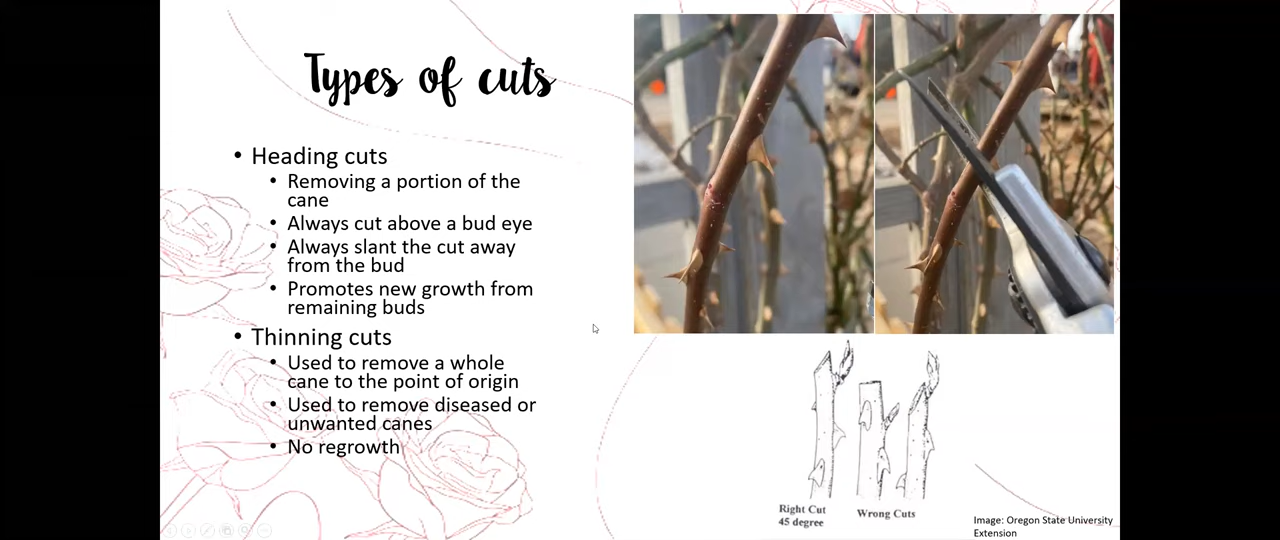 Types of cuts
• Heading cuts
• Removing a portion of the
cane
• Always cut above a bud eye
• Always slant the cut away
from the bud
• Promotes new growth from
remaining buds
• Thinning cuts
• Used to remove a whole
cane to the point of origin
• Used to remove diseased or
unwanted canes
• No regrowth
Right Cut
45 degree
Wrong Cuts
Image: Oregon State University
Extension